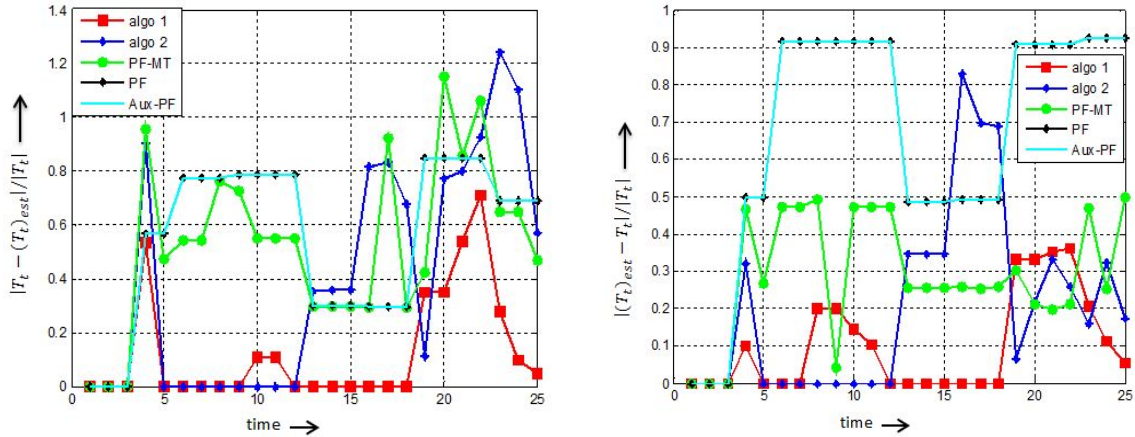 |T_t − (T_t)_{est}|/|T_t|
1.4
1.2
1
0.8
0.6
0.4
0.2
0
algo 1
algo 2
PF-MT
PF
Aux-PF
0 5 10 15 20 25
time
|(T_t)_{est} − T_t|/|T_t|
1
0.9
0.8
0.7
0.6
0.5
0.4
0.3
0.2
0.1
0
algo 1
algo 2
PF-MT
PF
Aux-PF
0 5 10 15 20 25
time